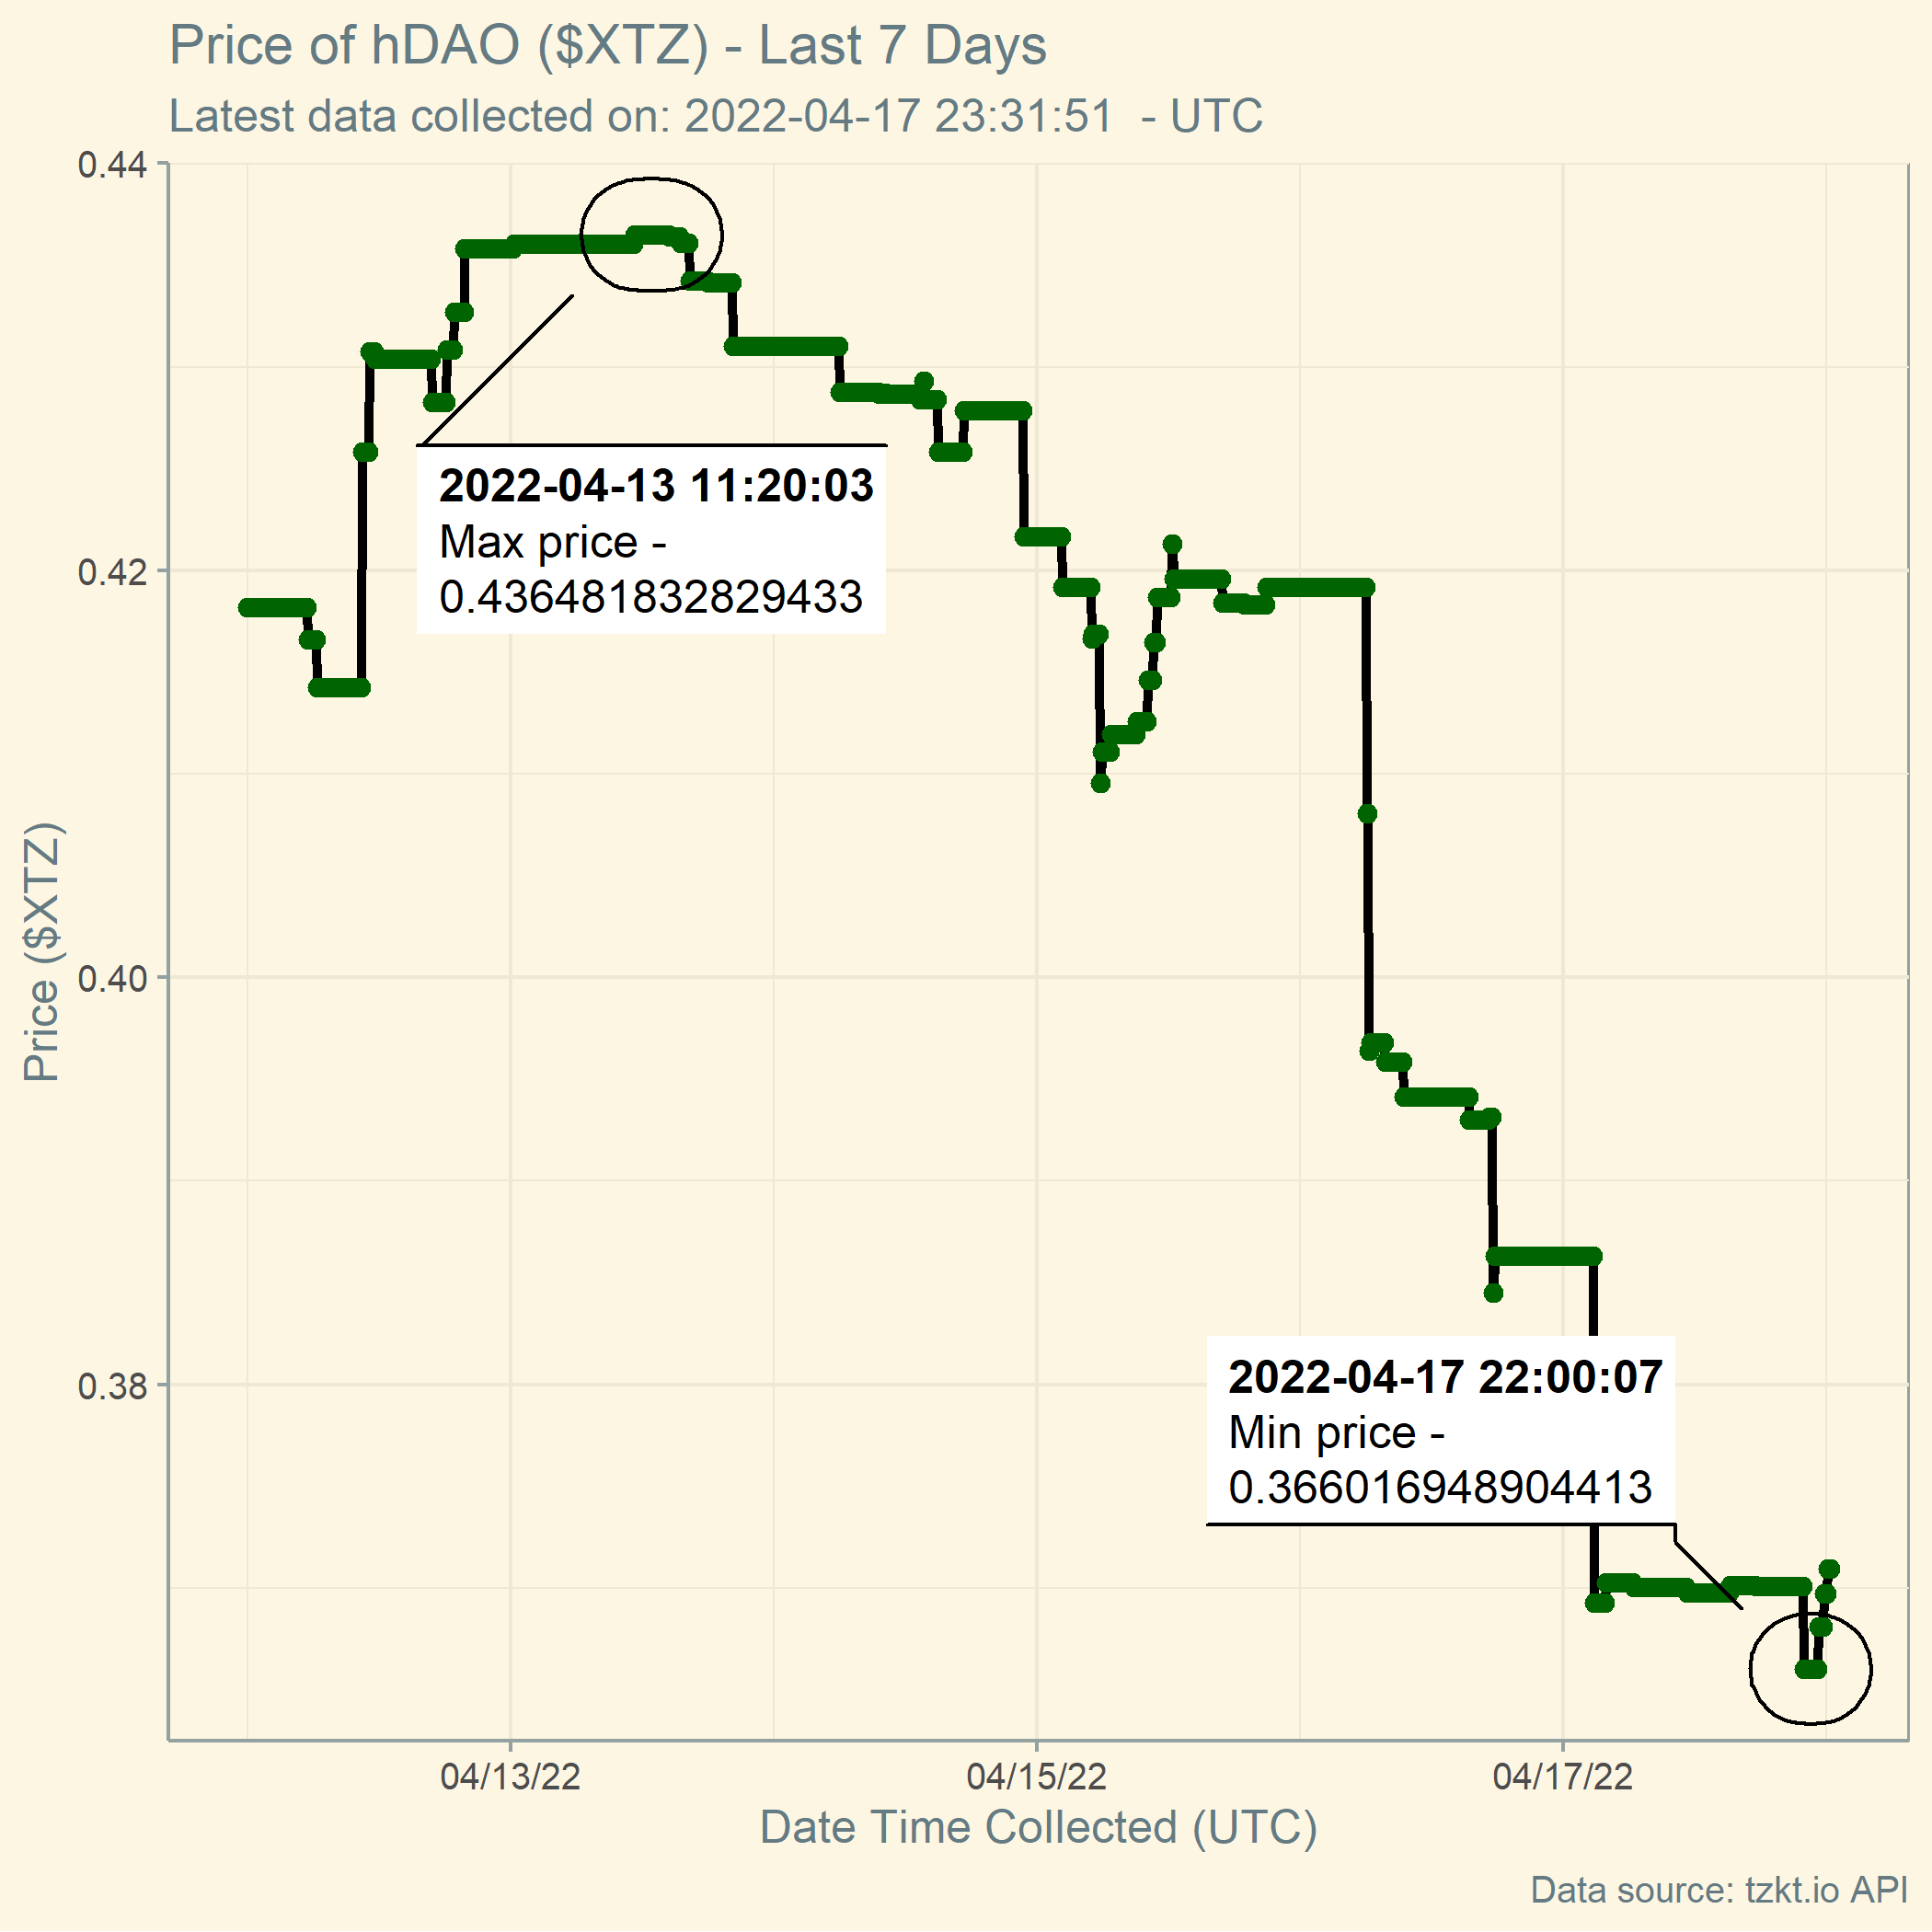 Price of hDAO ($XTZ) - Last 7 Days
Latest data collected on: 2022-04-17 23:31:51  - UTC
0.44
0.42
0.40
0.38
Price ($XTZ)
2022-04-13 11:20:03
Max price -
0.436481832829433
2022-04-17 22:00:07
Min price -
0.366016948904413
04/13/22
04/15/22
04/17/22
Date Time Collected (UTC)
Data source: tzkt.io API